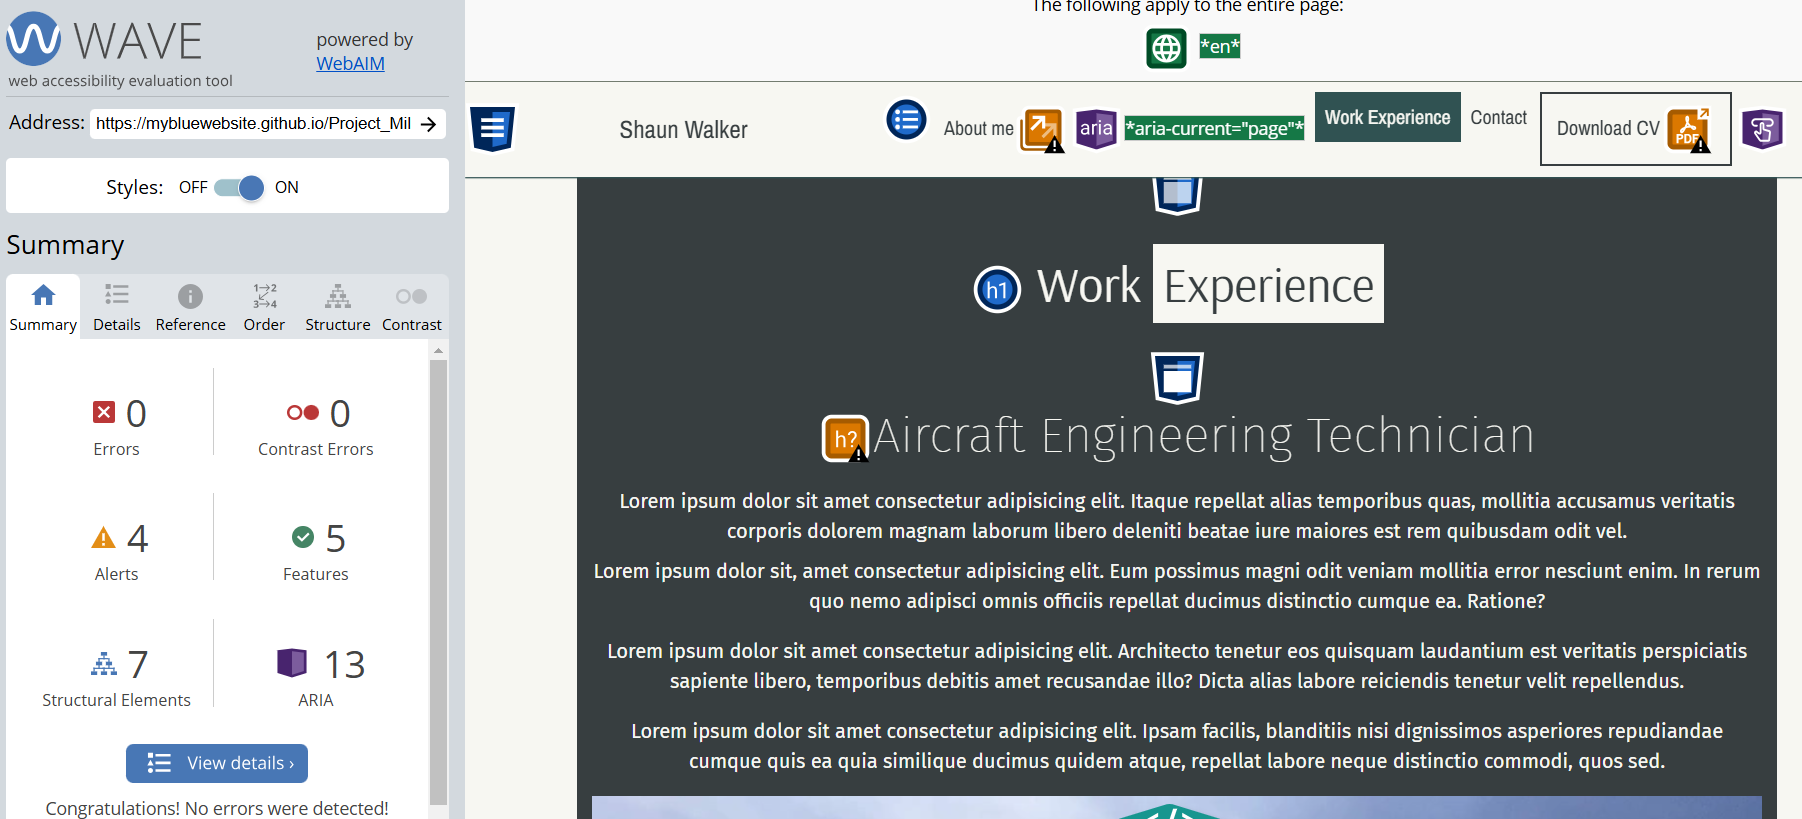 WAVE
powered by
WebAIM
web accessibility evaluation tool
Address: https://mybluewebsite.github.io/Project_Mil
Styles: OFF ON
Summary
Summary Details Reference Order Structure Contrast
1→2
3→4
0 0
Errors Contrast Errors
4 5
Alerts Features
7 13
Structural Elements ARIA
View details ›
Congratulations! No errors were detected!
The following apply to the entire page:
*en*
Shaun Walker About me aria *aria-current="page"* Work Experience Contact Download CV PDF
h1 Work Experience
h? Aircraft Engineering Technician
Lorem ipsum dolor sit amet consectetur adipisicing elit. Itaque repellat alias temporibus quas, mollitia accusamus veritatis
corporis dolorem magnam laborum libero deleniti beatae iure maiores est rem quibusdam odit vel.
Lorem ipsum dolor sit, amet consectetur adipisicing elit. Eum possimus magni odit veniam mollitia error nesciunt enim. In rerum
quo nemo adipisci omnis officiis repellat ducimus distinctio cumque ea. Ratione?
Lorem ipsum dolor sit amet consectetur adipisicing elit. Architecto tenetur eos quisquam laudantium est veritatis perspiciatis
sapiente libero, temporibus debitis amet recusandae illo? Dicta alias labore reiciendis tenetur velit repellendus.
Lorem ipsum dolor sit amet consectetur adipisicing elit. Ipsam facilis, blanditiis nisi dignissimos asperiores repudiandae
cumque quis ea quia similique ducimus quidem atque, repellat labore neque distinctio commodi, quos sed.